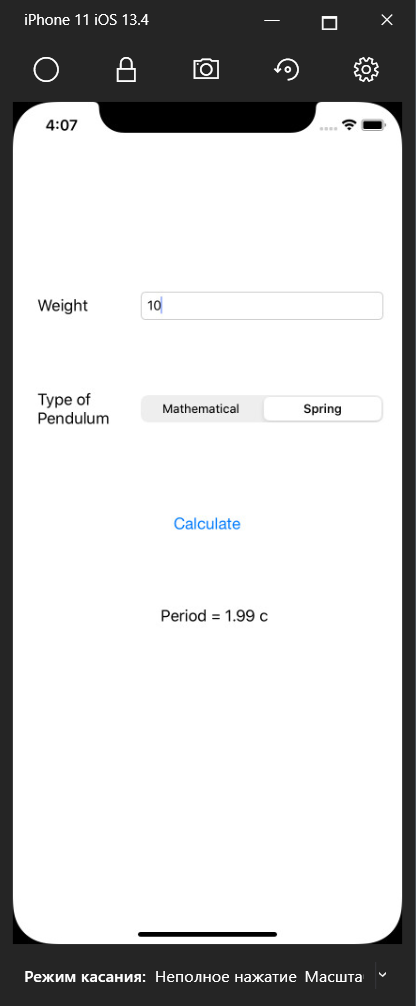 iPhone 11 iOS 13.4
4:07
Weight
10
Type of
Pendulum
Mathematical
Spring
Calculate
Period = 1.99 c
Режим касания: Неполное нажатие Масшта